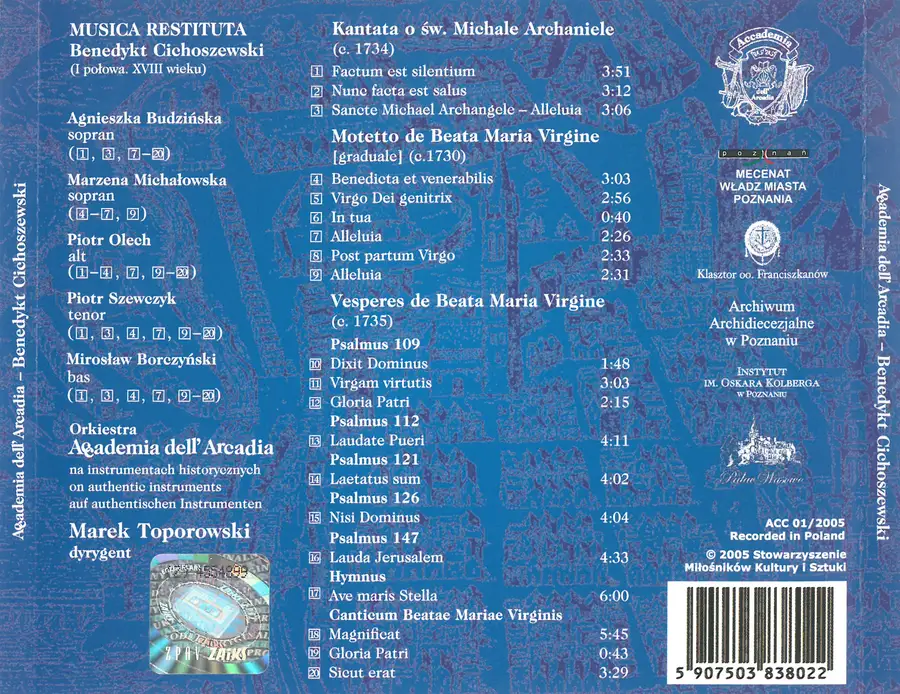 Accademia dell'Arcadia – Benedykt Cichoszewski
MUSICA RESTITUTA
Benedykt Cichoszewski
(I połowa. XVIII wieku)
Agnieszka Budzińska
sopran
(1, 3, 7–20)
Marzena Michałowska
sopran
(4–7, 9)
Piotr Olech
alt
(1–4, 7, 9–20)
Piotr Szewczyk
tenor
(1, 3, 4, 7, 9–20)
Mirosław Borczyński
bas
(1, 3, 4, 7, 9–20)
Orkiestra
Accademia dell'Arcadia
na instrumentach historycznych
on authentic instruments
auf authentischen Instrumenten
Marek Toporowski
dyrygent
ZPAV ZAiKS
Kantata o św. Michale Archaniele
(c. 1734)
1 Factum est silentium 3:51
2 Nunc facta est salus 3:12
3 Sancte Michael Archangele – Alleluia 3:06
Motetto de Beata Maria Virgine
[graduale] (c.1730)
4 Benedicta et venerabilis 3:03
5 Virgo Dei genitrix 2:56
6 In tua 0:40
7 Alleluia 2:26
8 Post partum Virgo 2:33
9 Alleluia 2:31
Vesperes de Beata Maria Virgine
(c. 1735)
Psalmus 109
10 Dixit Dominus 1:48
11 Virgam virtutis 3:03
12 Gloria Patri 2:15
Psalmus 112
13 Laudate Pueri 4:11
Psalmus 121
14 Laetatus sum 4:02
Psalmus 126
15 Nisi Dominus 4:04
Psalmus 147
16 Lauda Jerusalem 4:33
Hymnus
17 Ave maris Stella 6:00
Canticum Beatae Mariae Virginis
18 Magnificat 5:45
19 Gloria Patri 0:43
20 Sicut erat 3:29
Accademia
dell'
Arcadia
poznań
MECENAT
WŁADZ MIASTA
POZNANIA
Klasztor oo. Franciszkanów
Archiwum
Archidiecezjalne
w Poznaniu
INSTYTUT
IM. OSKARA KOLBERGA
W POZNANIU
Pałac Wąsowo
ACC 01/2005
Recorded in Poland
© 2005 Stowarzyszenie
Miłośników Kultury i Sztuki
5 907503 838022
Accademia dell'Arcadia – Benedykt Cichoszewski